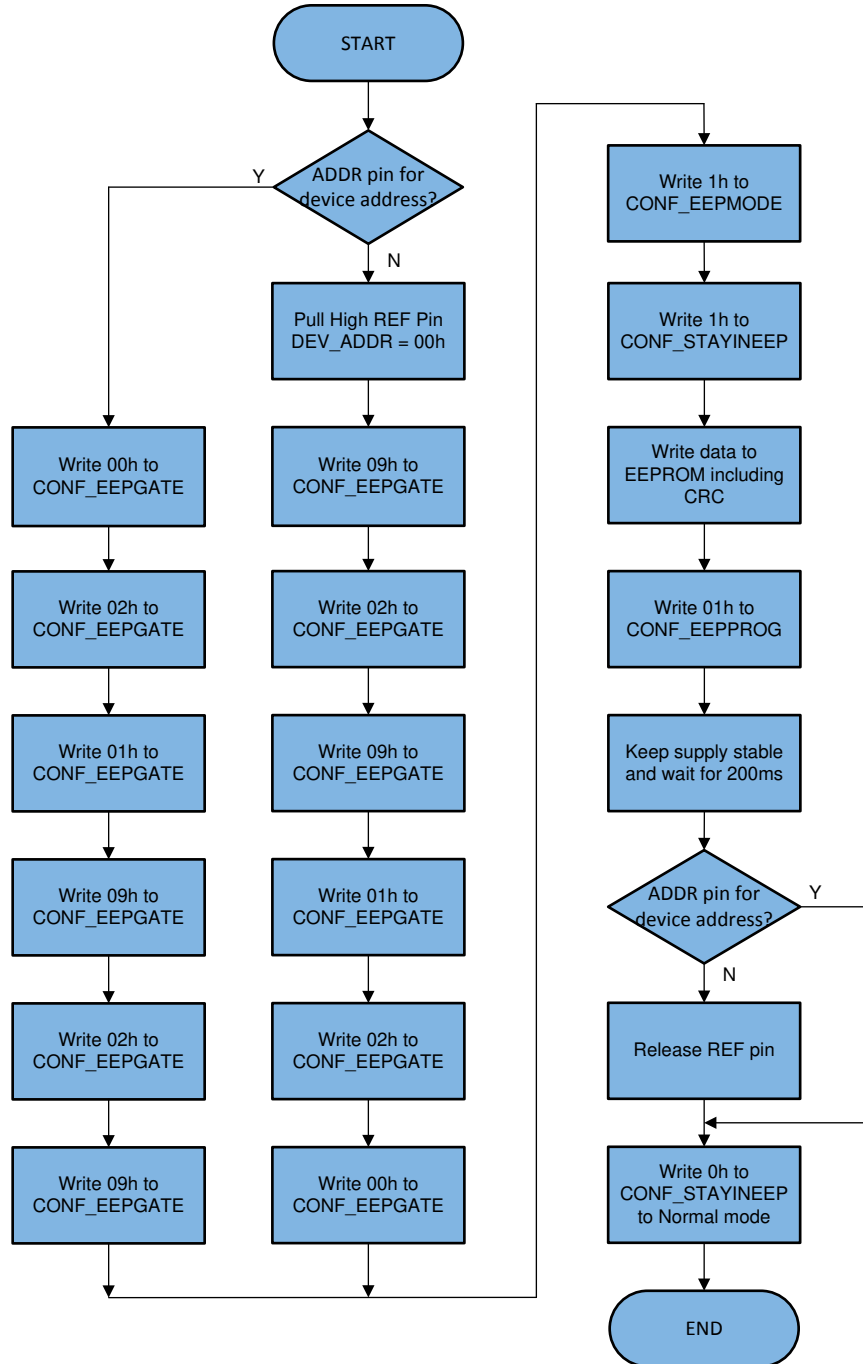 START
ADDR pin for
device address?
Y
N
Pull High REF Pin
DEV_ADDR = 00h
Write 00h to
CONF_EEPGATE
Write 02h to
CONF_EEPGATE
Write 01h to
CONF_EEPGATE
Write 09h to
CONF_EEPGATE
Write 02h to
CONF_EEPGATE
Write 09h to
CONF_EEPGATE
Write 09h to
CONF_EEPGATE
Write 02h to
CONF_EEPGATE
Write 09h to
CONF_EEPGATE
Write 01h to
CONF_EEPGATE
Write 02h to
CONF_EEPGATE
Write 00h to
CONF_EEPGATE
Write 1h to
CONF_EEPMODE
Write 1h to
CONF_STAYINEEP
Write data to
EEPROM including
CRC
Write 01h to
CONF_EEPPROG
Keep supply stable
and wait for 200ms
ADDR pin for
device address?
Y
N
Release REF pin
Write 0h to
CONF_STAYINEEP
to Normal mode
END